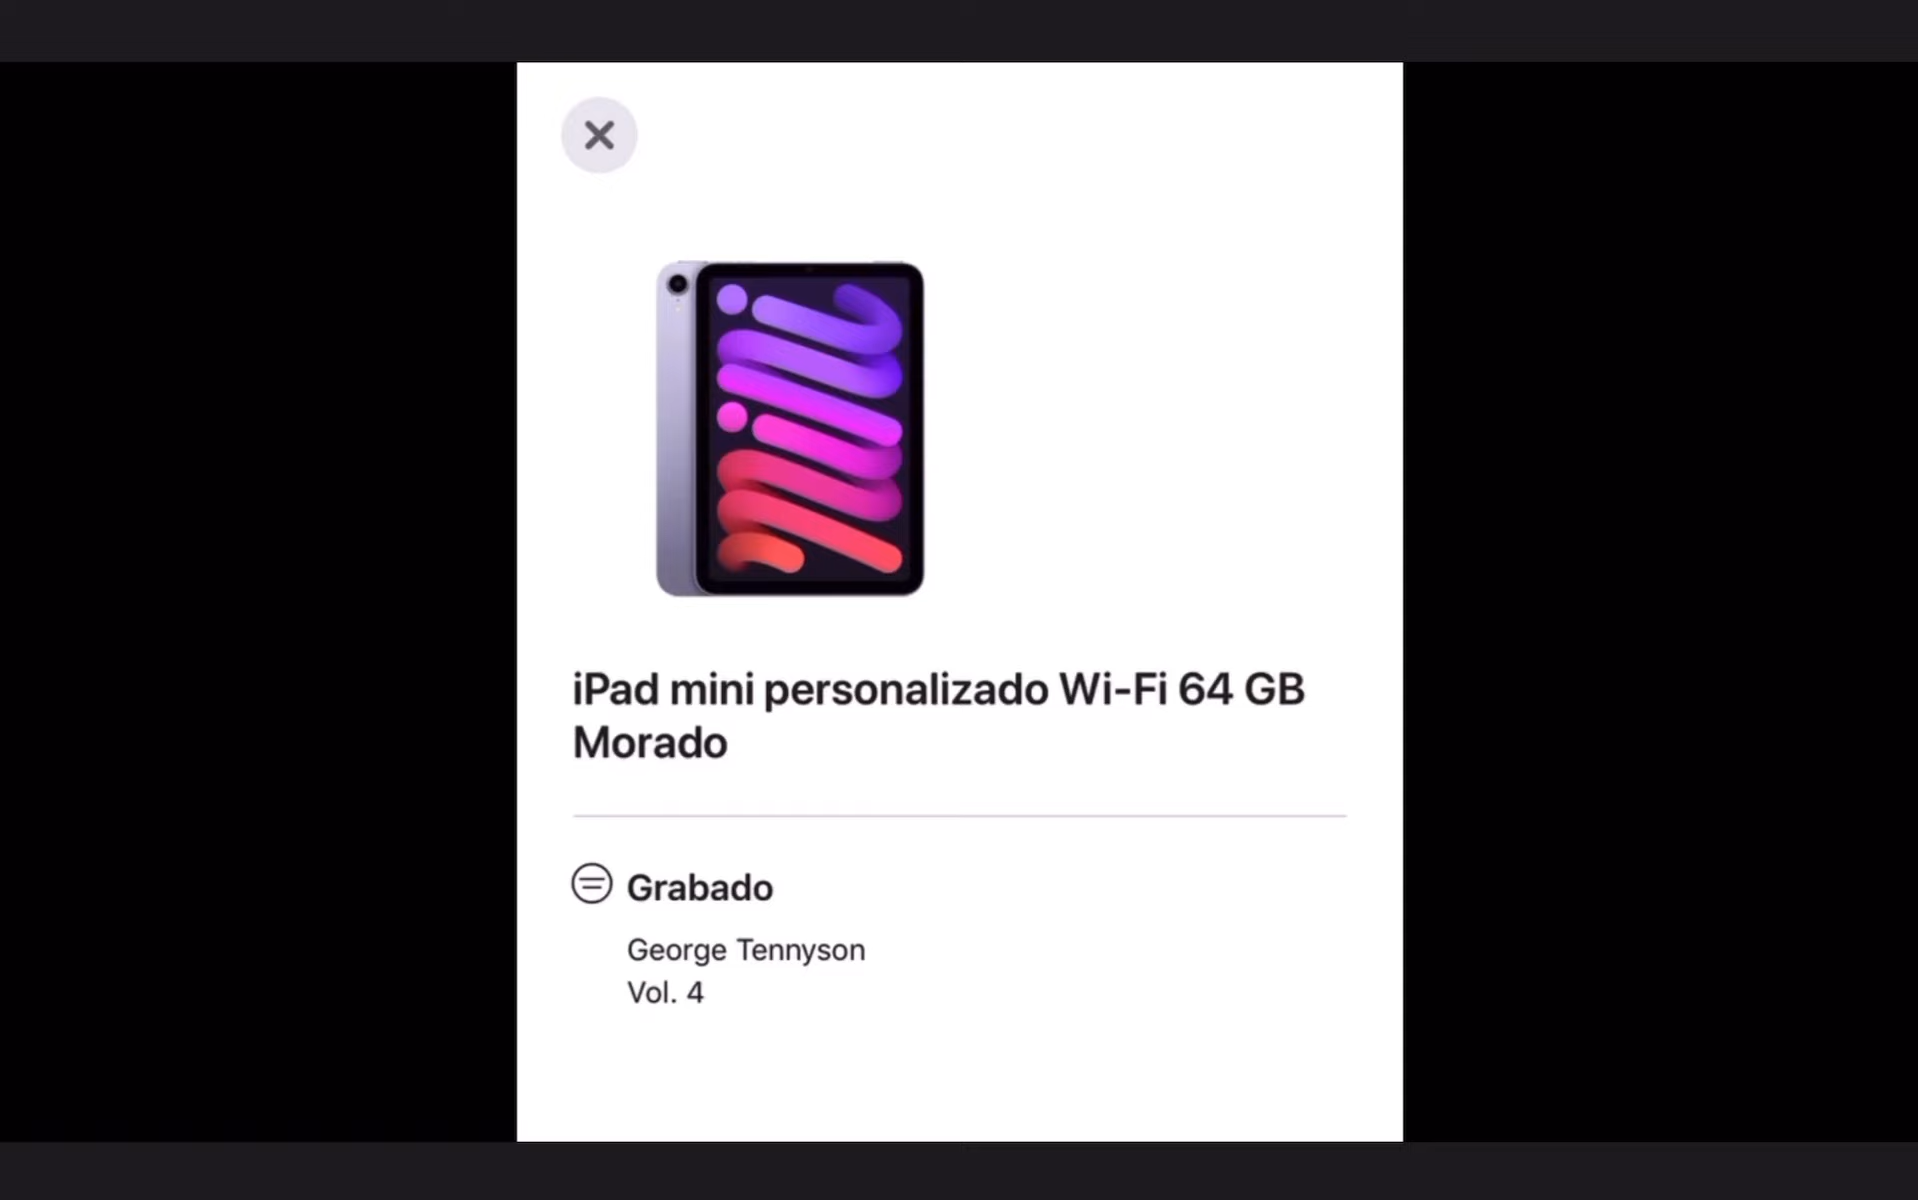 iPad mini personalizado Wi-Fi 64 GB
Morado
Grabado
George Tennyson
Vol. 4